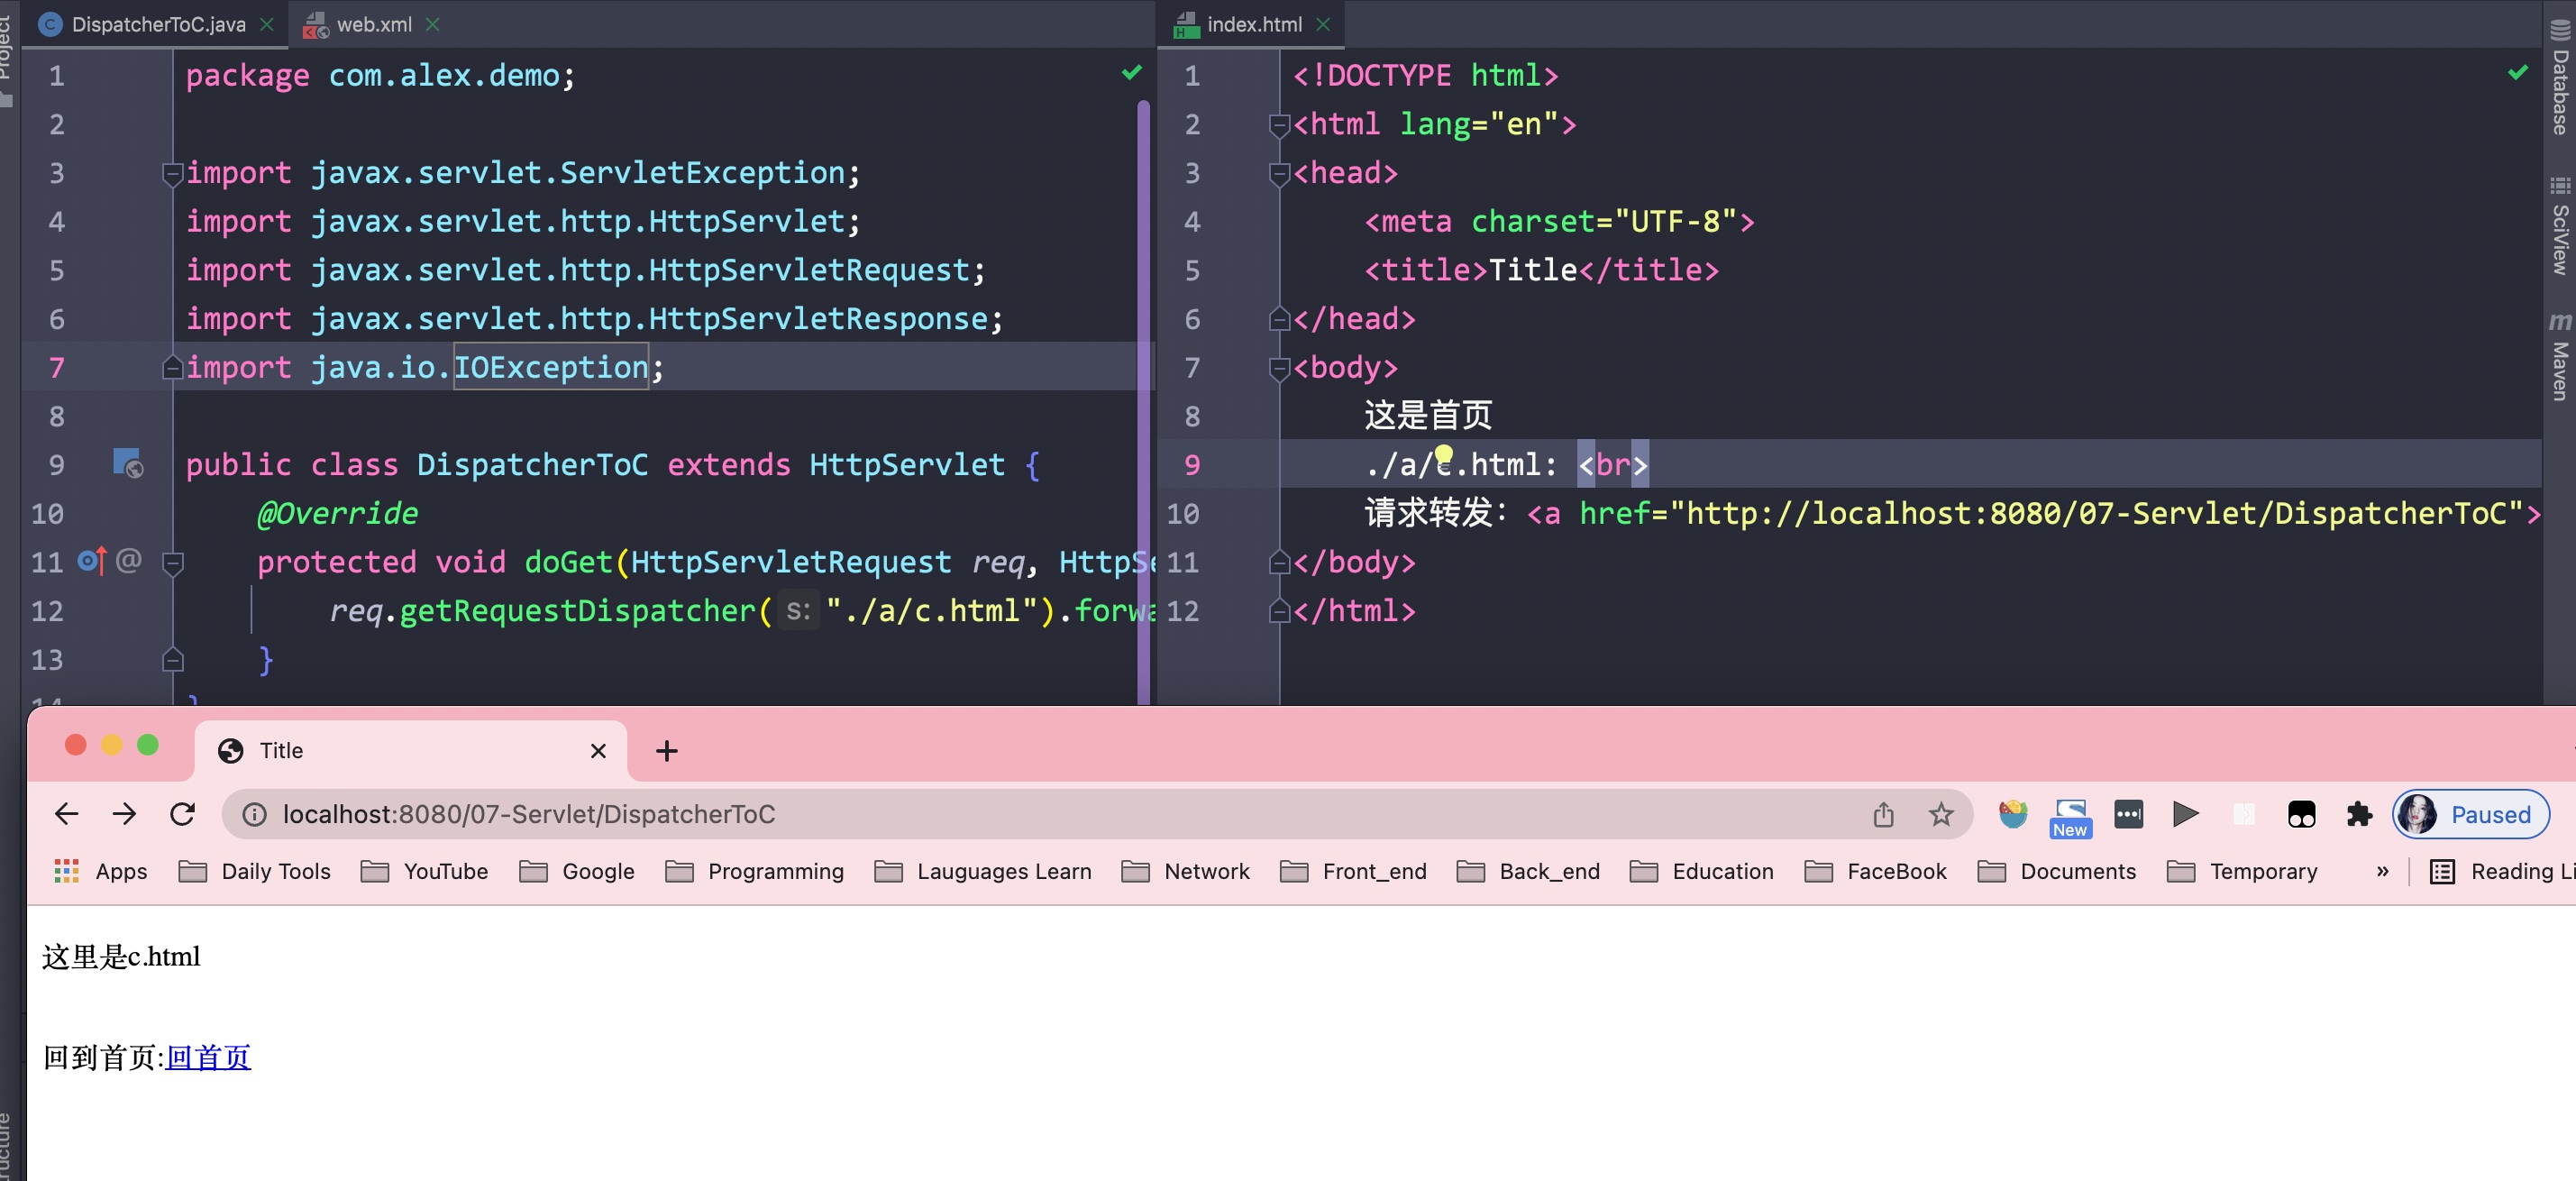 Project
DispatcherToC.java
web.xml
index.html
1 package com.alex.demo;
2
3 import javax.servlet.ServletException;
4 import javax.servlet.http.HttpServlet;
5 import javax.servlet.http.HttpServletRequest;
6 import javax.servlet.http.HttpServletResponse;
7 import java.io.IOException;
8
9 public class DispatcherToC extends HttpServlet {
10 @Override
11 @ protected void doGet(HttpServletRequest req, HttpSe
12 req.getRequestDispatcher( s: "./a/c.html").forwa
13 }
14 }
1 <!DOCTYPE html>
2 <html lang="en">
3 <head>
4 <meta charset="UTF-8">
5 <title>Title</title>
6 </head>
7 <body>
8 这是首页
9 ./a/c.html: <br>
10 请求转发：<a href="http://localhost:8080/07-Servlet/DispatcherToC">
11 </body>
12 </html>
Database
SciView
m Maven
Title
localhost:8080/07-Servlet/DispatcherToC
New
Paused
Apps Daily Tools YouTube Google Programming Lauguages Learn Network Front_end Back_end Education FaceBook Documents Temporary » Reading Li
这里是c.html
回到首页:回首页
ructure